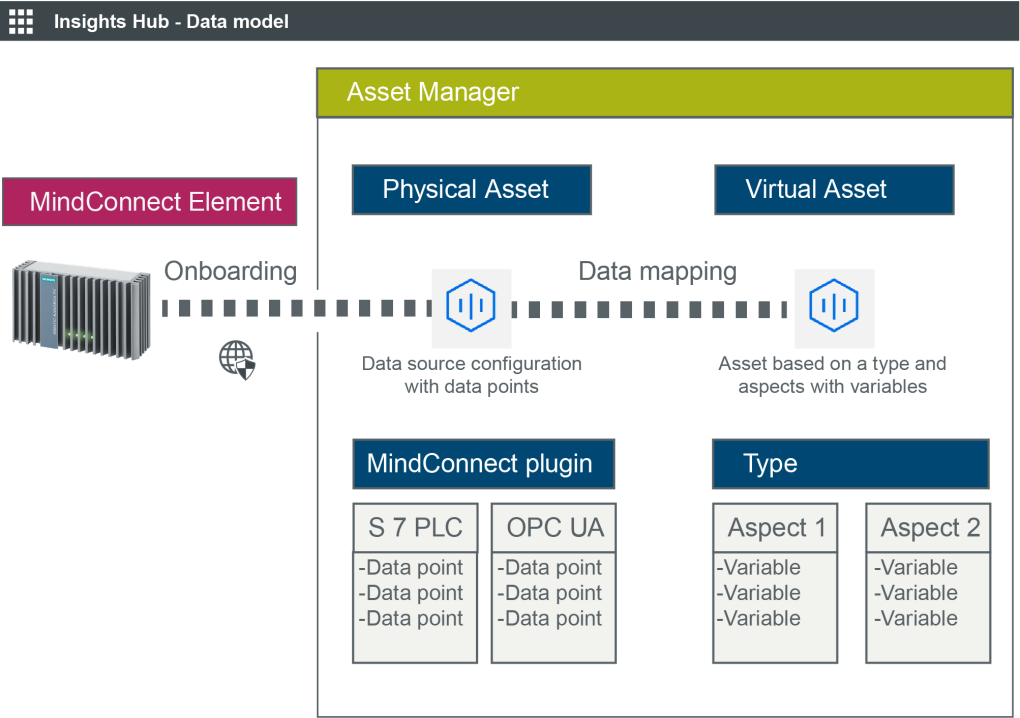 Insights Hub - Data model
Asset Manager
MindConnect Element
Physical Asset
Virtual Asset
Onboarding
Data mapping
Data source configuration
with data points
Asset based on a type and
aspects with variables
MindConnect plugin
Type
S 7 PLC
OPC UA
Aspect 1
Aspect 2
-Data point
-Data point
-Data point
-Data point
-Data point
-Data point
-Variable
-Variable
-Variable
-Variable
-Variable
-Variable